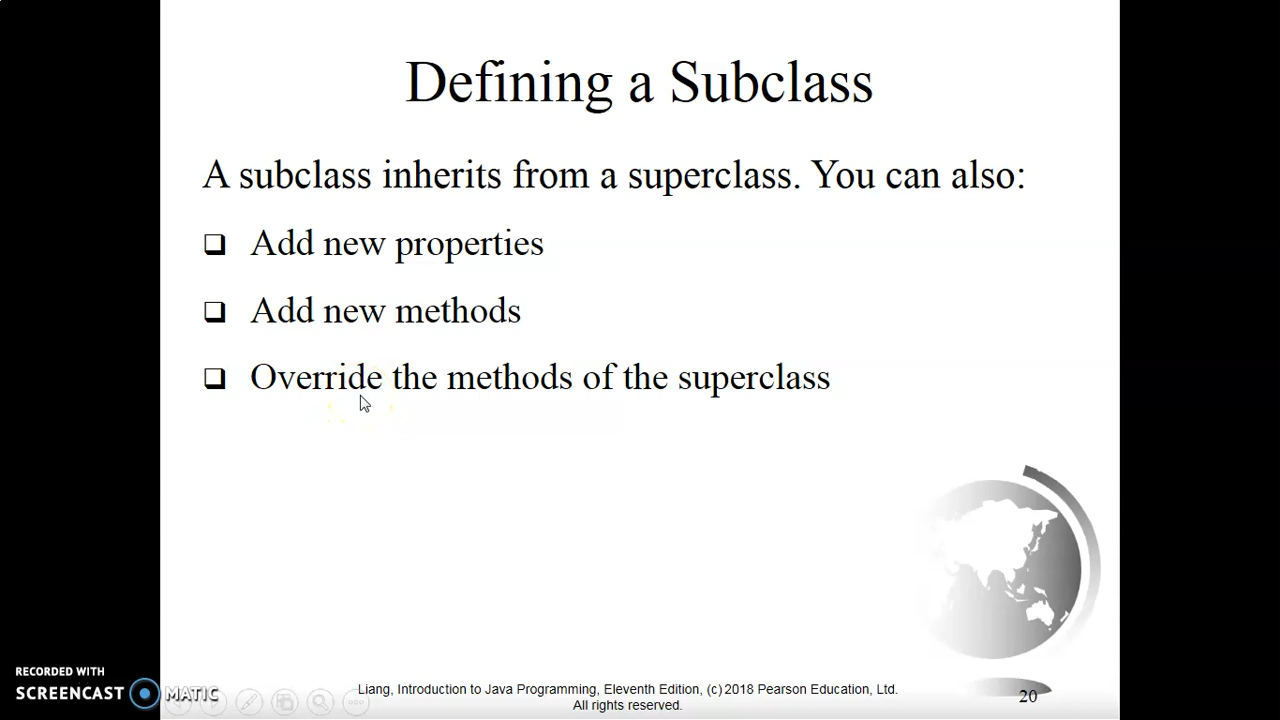 Defining a Subclass
A subclass inherits from a superclass. You can also:
❑ Add new properties
❑ Add new methods
❑ Override the methods of the superclass
RECORDED WITH
SCREENCAST MATIC
Liang, Introduction to Java Programming, Eleventh Edition, (c) 2018 Pearson Education, Ltd.
All rights reserved.
20